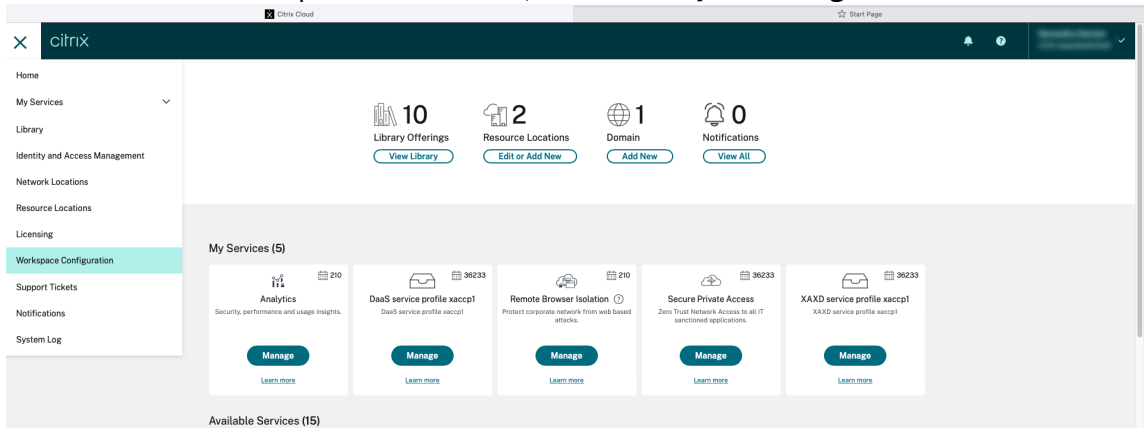 Citrix Cloud
Start Page
citrix
Home
My Services
Library
Identity and Access Management
Network Locations
Resource Locations
Licensing
Workspace Configuration
Support Tickets
Notifications
System Log
10
Library Offerings
View Library
2
Resource Locations
Edit or Add New
1
Domain
Add New
0
Notifications
View All
My Services (5)
210
Analytics
Security, performance and usage insights.
Manage
Learn more
36233
DaaS service profile xaccp1
DaaS service profile xaccp1
Manage
Learn more
210
Remote Browser Isolation ?
Protect corporate network from web based
attacks.
Manage
Learn more
36233
Secure Private Access
Zero Trust Network Access to all IT
sanctioned applications.
Manage
Learn more
36233
XAXD service profile xaccp1
XAXD service profile xaccp1
Manage
Learn more
Available Services (15)